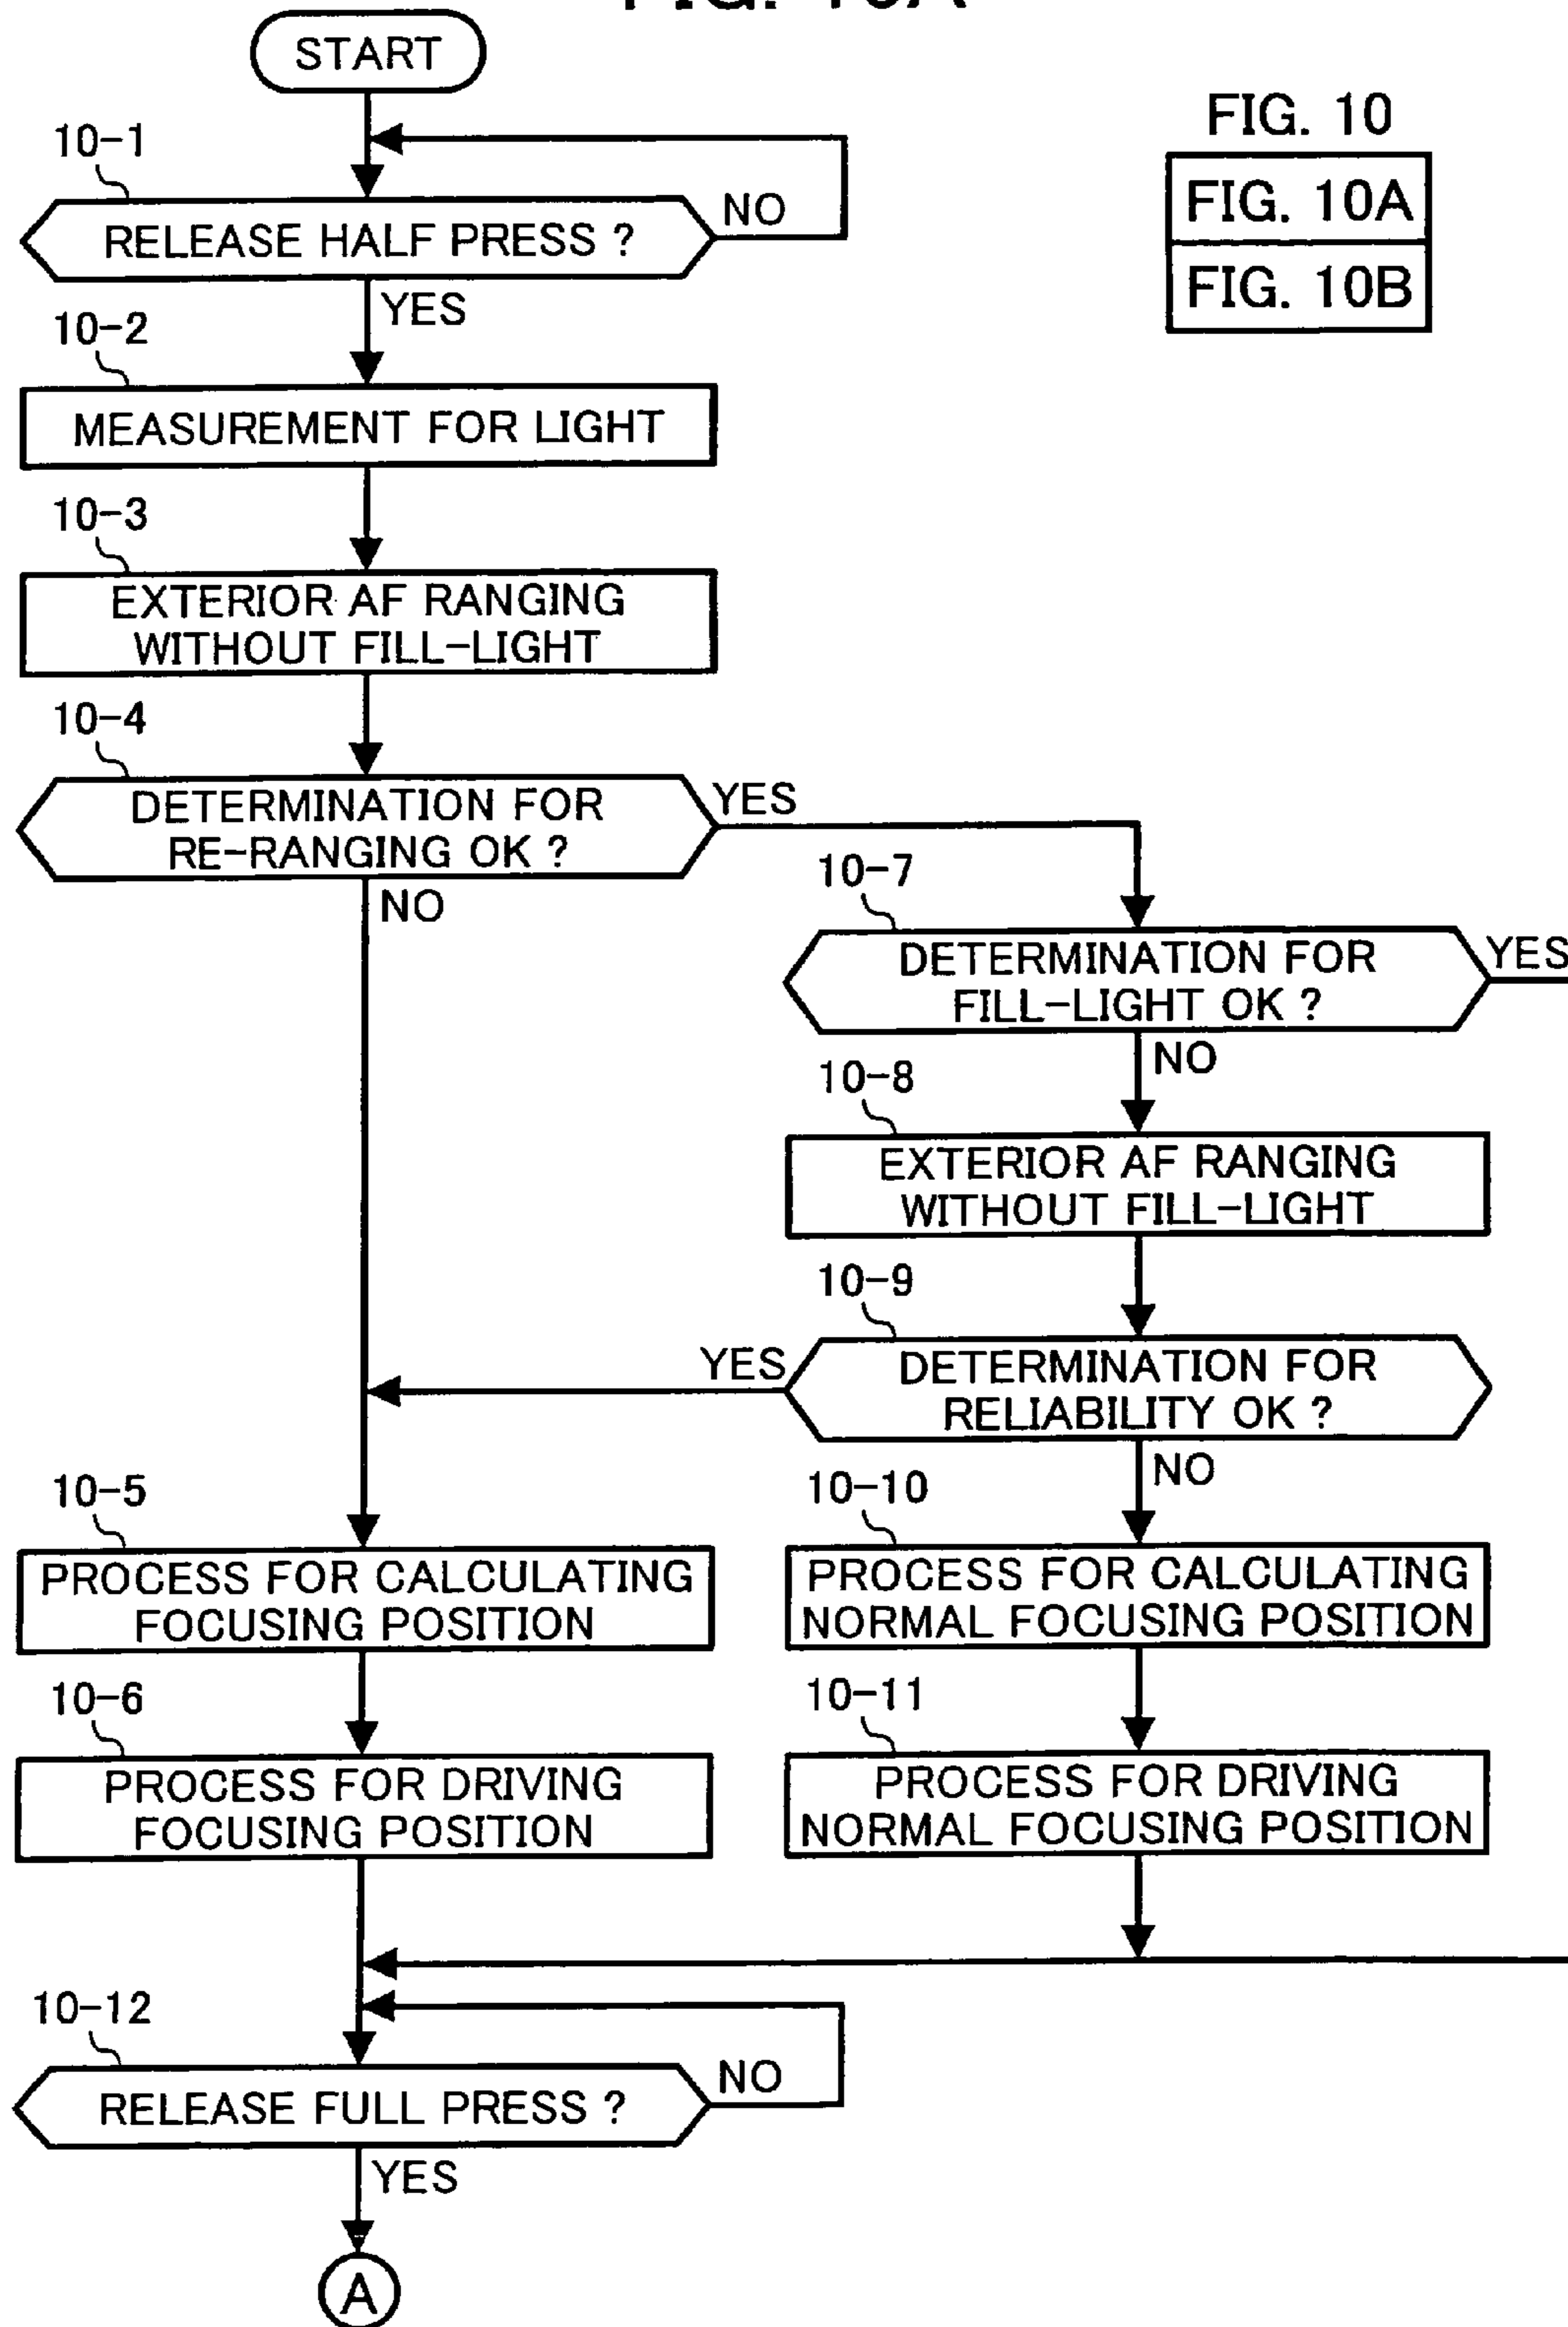 FIG. 10A
START
FIG. 10
FIG. 10A
FIG. 10B
10-1
RELEASE HALF PRESS ?
NO
YES
10-2
MEASUREMENT FOR LIGHT
10-3
EXTERIOR AF RANGING
WITHOUT FILL-LIGHT
10-4
DETERMINATION FOR
RE-RANGING OK ?
YES
NO
10-7
DETERMINATION FOR
FILL-LIGHT OK ?
YES
NO
10-8
EXTERIOR AF RANGING
WITHOUT FILL-LIGHT
10-9
DETERMINATION FOR
RELIABILITY OK ?
YES
NO
10-5
PROCESS FOR CALCULATING
FOCUSING POSITION
10-10
PROCESS FOR CALCULATING
NORMAL FOCUSING POSITION
10-6
PROCESS FOR DRIVING
FOCUSING POSITION
10-11
PROCESS FOR DRIVING
NORMAL FOCUSING POSITION
10-12
RELEASE FULL PRESS ?
NO
YES
A